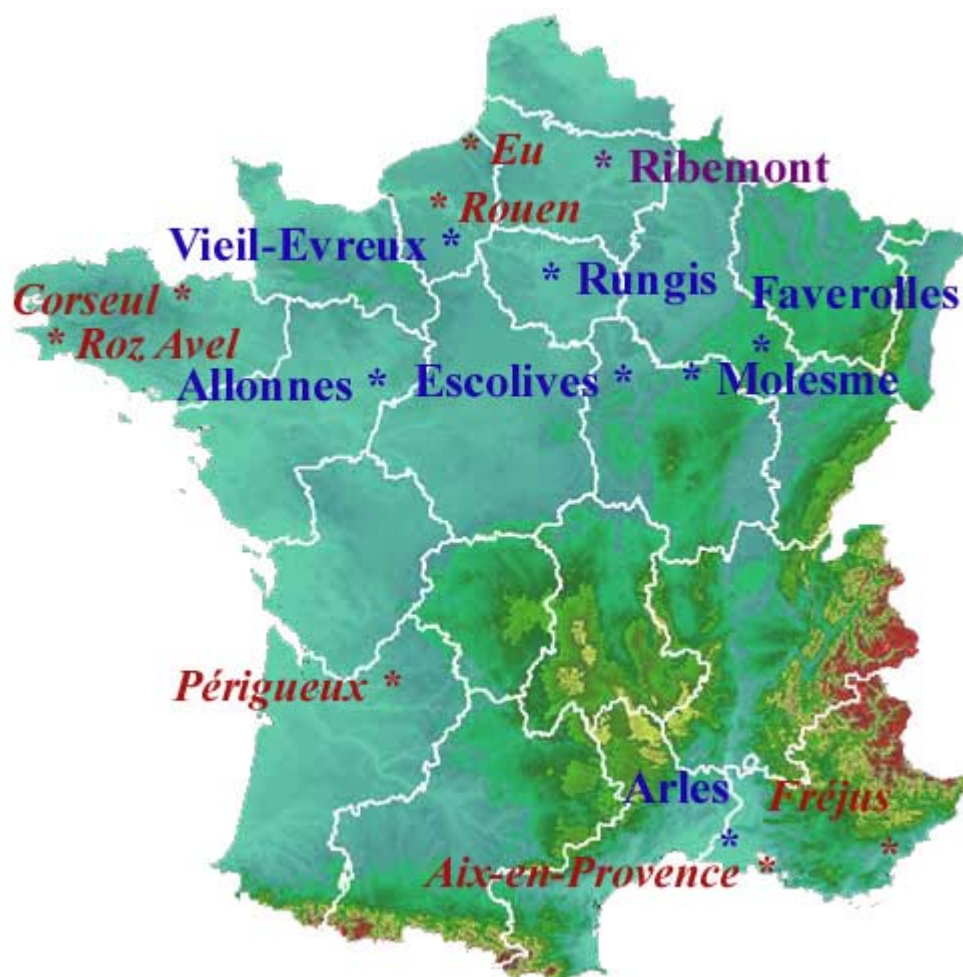 * Eu
* Ribemont
* Rouen
Vieil-Evreux *
* Rungis
Faverolles
*
Corseul *
* Roz Avel
Allonnes *
Escolives *
* Molesme
Périgueux *
Arles
*
Fréjus
*
Aix-en-Provence *